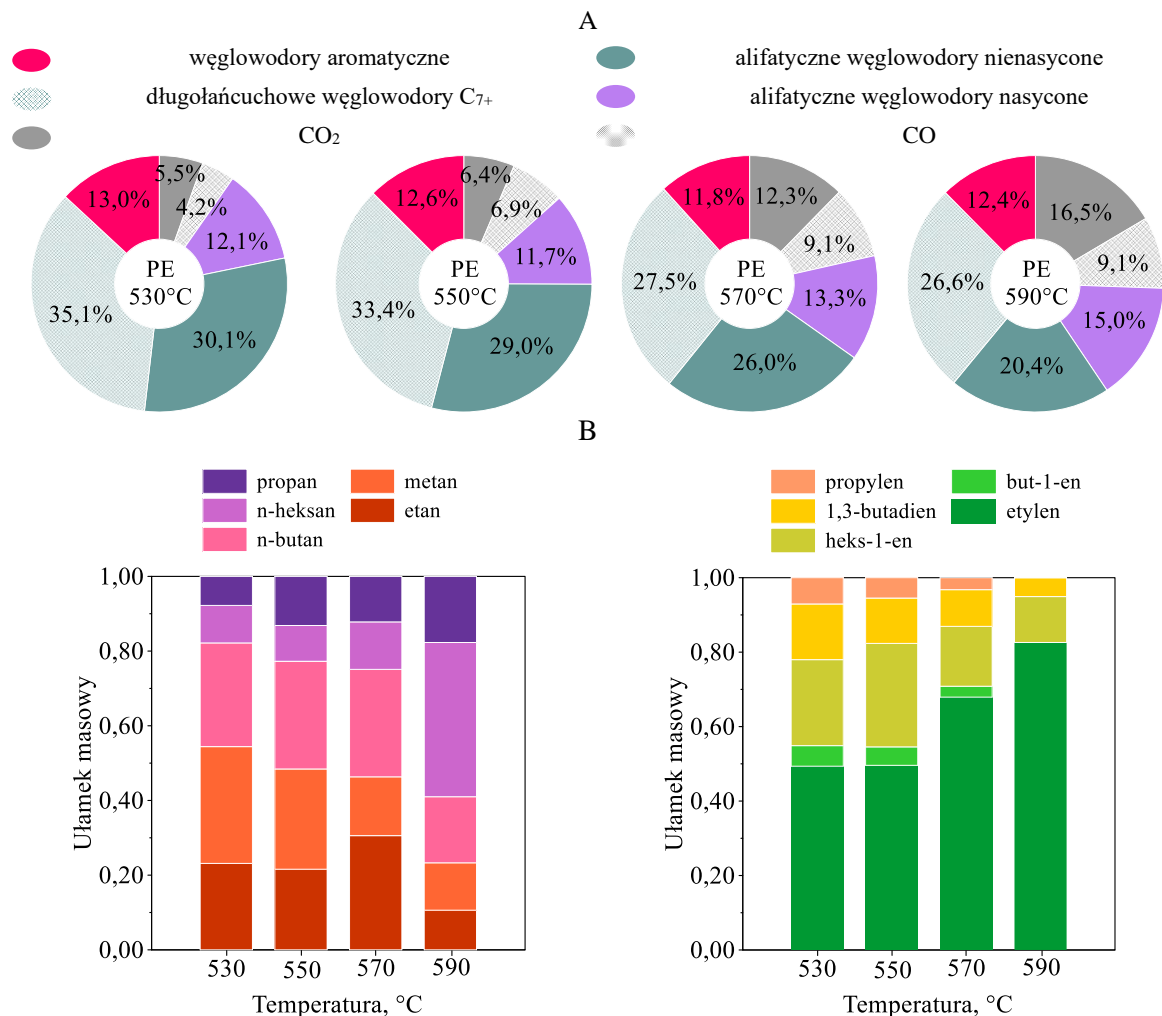 A
węglowodory aromatyczne
alifatyczne węglowodory nienasycone
długołańcuchowe węglowodory C₇₊
alifatyczne węglowodory nasycone
CO₂
CO
5,5%
4,2%
12,1%
30,1%
35,1%
13,0%
PE
530°C
6,4%
6,9%
11,7%
29,0%
33,4%
12,6%
PE
550°C
12,3%
9,1%
13,3%
26,0%
27,5%
11,8%
PE
570°C
16,5%
9,1%
15,0%
20,4%
26,6%
12,4%
PE
590°C
B
propan
metan
n-heksan
etan
n-butan
1,00
0,80
0,60
0,40
0,20
0,00
Ułamek masowy
530 550 570 590
Temperatura, °C
propylen
but-1-en
1,3-butadien
etylen
heks-1-en
1,00
0,80
0,60
0,40
0,20
0,00
Ułamek masowy
530 550 570 590
Temperatura, °C